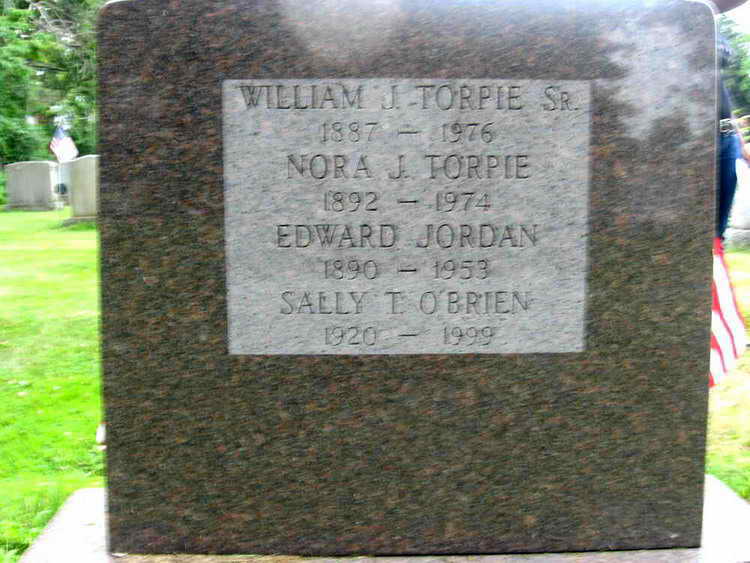 WILLIAM J. TORPIE SR.
1887 — 1976
NORA J. TORPIE
1892 — 1974
EDWARD JORDAN
1890 — 1953
SALLY T. O'BRIEN
1920 — 1999